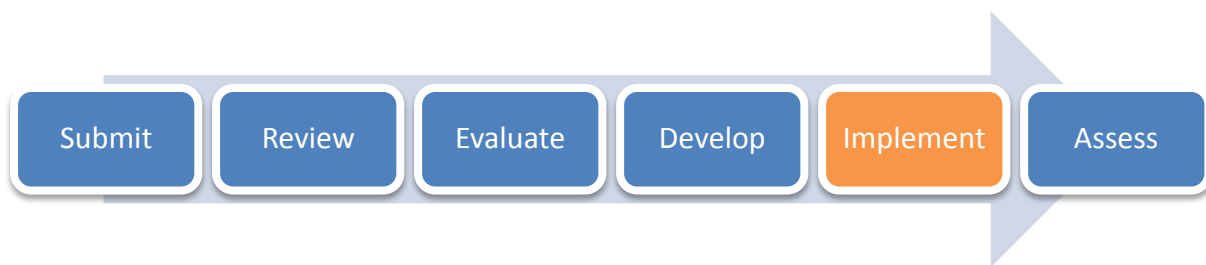 Submit
Review
Evaluate
Develop
Implement
Assess